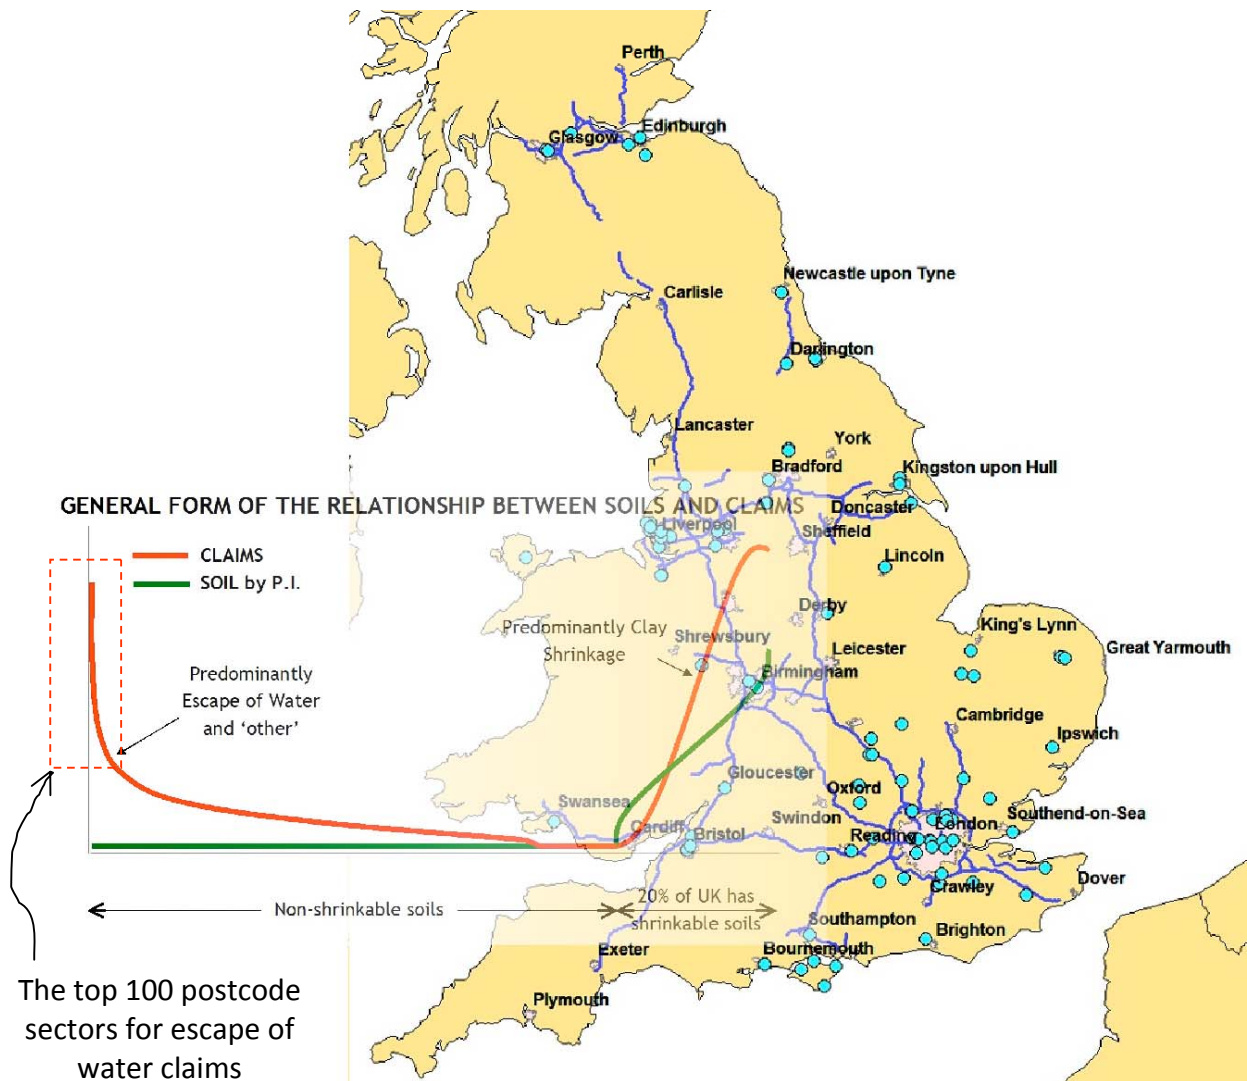 Perth
Edinburgh
Glasgow
Newcastle upon Tyne
Carlisle
Darlington
Lancaster
York
Bradford
Kingston upon Hull
GENERAL FORM OF THE RELATIONSHIP BETWEEN SOILS AND CLAIMS
Doncaster
Liverpool
Sheffield
CLAIMS
SOIL by P.I.
Lincoln
Derby
King's Lynn
Predominantly Clay
Shrinkage
Shrewsbury
Leicester
Great Yarmouth
Birmingham
Predominantly
Escape of Water
and 'other'
Cambridge
Ipswich
Gloucester
Oxford
Swansea
Swindon
Southend-on-Sea
London
Cardiff
Bristol
Reading
Dover
Crawley
Non-shrinkable soils
20% of UK has
shrinkable soils
Southampton
Brighton
Exeter
Bournemouth
Plymouth
The top 100 postcode
sectors for escape of
water claims